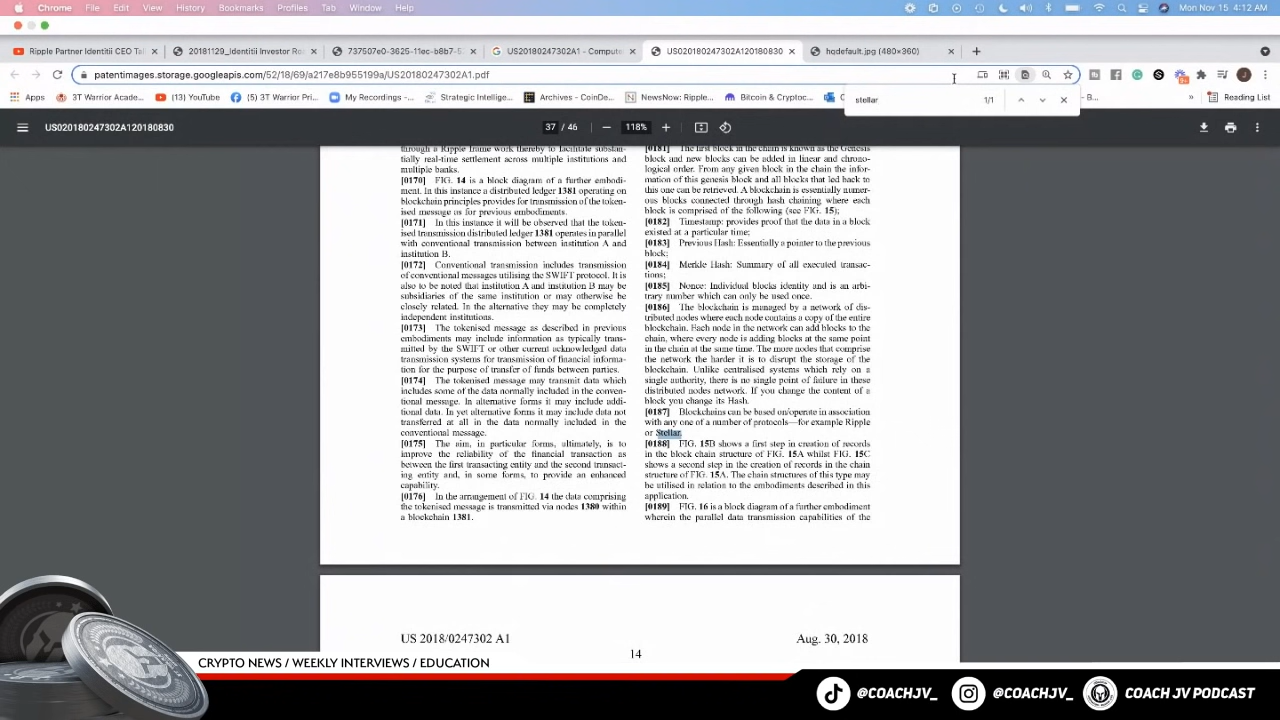 Chrome File Edit View History Bookmarks Profiles Tab Window Help Mon Nov 15 4:12 AM
Ripple Partner Identitii CEO Tal
20181129_Identitii Investor Ro
737507e0-3625-11ec-b8b7-5
US20180247302A1 - Compute
US020180247302A120180830
hqdefault.jpg (480×360)
patentimages.storage.googleapis.com/52/18/69/a217e8b955199a/US20180247302A1.pdf
Apps 3T Warrior Academy (13) YouTube (5) 3T Warrior Aca... My Recordings -... Strategic Intellige... Archives - CoinDe... NewsNow: Ripple... Bitcoin & Cryptoc... » Reading List
stellar 1/1
US020180247302A120180830 37 / 46 118%
through a Ripple frame work thereby to facilitate substan-
tially real-time settlement across multiple institutions and
multiple banks.
[0170] FIG. 14 is a block diagram of a further embodi-
ment. In this instance a distributed ledger 1381 operating on
blockchain principles provides for transmission of the token-
ised message as for previous embodiments.
[0171] In this instance it will be observed that the token-
ised transmission distributed ledger 1381 operates in parallel
with conventional transmission between institution A and
institution B.
[0172] Conventional transmission includes transmission
of conventional messages utilising the SWIFT protocol. It is
also to be noted that institution A and institution B may be
subsidiaries of the same institution or may otherwise be
closely related. In the alternative they may be completely
independent institutions.
[0173] The tokenised message as described in previous
embodiments may include information as typically trans-
mitted by the SWIFT or other current acknowledged data
transmission systems for transmission of financial informa-
tion for the purpose of transfer of funds between parties.
[0174] The tokenised message may transmit data which
includes some of the data normally included in the conven-
tional message. In alternative forms it may include addi-
tional data. In yet alternative forms it may include data not
transferred at all in the data normally included in the
conventional message.
[0175] The aim, in particular forms, ultimately, is to
improve the reliability of the financial transaction as
between the first transacting entity and the second transact-
ing entity and, in some forms, to provide an enhanced
capability.
[0176] In the arrangement of FIG. 14 the data comprising
the tokenised message is transmitted via nodes 1380 within
a blockchain 1381.
[0181] The first block in the chain is known as the Genesis
block and new blocks can be added in linear and chrono-
logical order. From any given block in the chain the infor-
mation of this genesis block and all blocks that led back to
this one can be retrieved. A blockchain is essentially numer-
ous blocks connected through hash chaining where each
block is comprised of the following (see FIG. 15);
[0182] Timestamp: provides proof that the data in a block
existed at a particular time;
[0183] Previous Hash: Essentially a pointer to the previous
block;
[0184] Merkle Hash: Summary of all executed transac-
tions;
[0185] Nonce: Individual blocks identity and is an arbi-
trary number which can only be used once.
[0186] The blockchain is managed by a network of dis-
tributed nodes where each node contains a copy of the entire
blockchain. Each node in the network can add blocks to the
chain, where every node is adding blocks at the same point
in the chain at the same time. The more nodes that comprise
the network the harder it is to disrupt the storage of the
blockchain. Unlike centralised systems which rely on a
single authority, there is no single point of failure in these
distributed nodes network. If you change the content of a
block you change its Hash.
[0187] Blockchains can be based on/operate in association
with any one of a number of protocols—for example Ripple
or Stellar.
[0188] FIG. 15B shows a first step in creation of records
in the block chain structure of FIG. 15A whilst FIG. 15C
shows a second step in the creation of records in the chain
structure of FIG. 15A. The chain structures of this type may
be utilised in relation to the embodiments described in this
application.
[0189] FIG. 16 is a block diagram of a further embodiment
wherein the parallel data transmission capabilities of the
US 2018/0247302 A1 Aug. 30, 2018
14
CRYPTO NEWS / WEEKLY INTERVIEWS / EDUCATION
@COACHJV_ @COACHJV_ COACH JV PODCAST